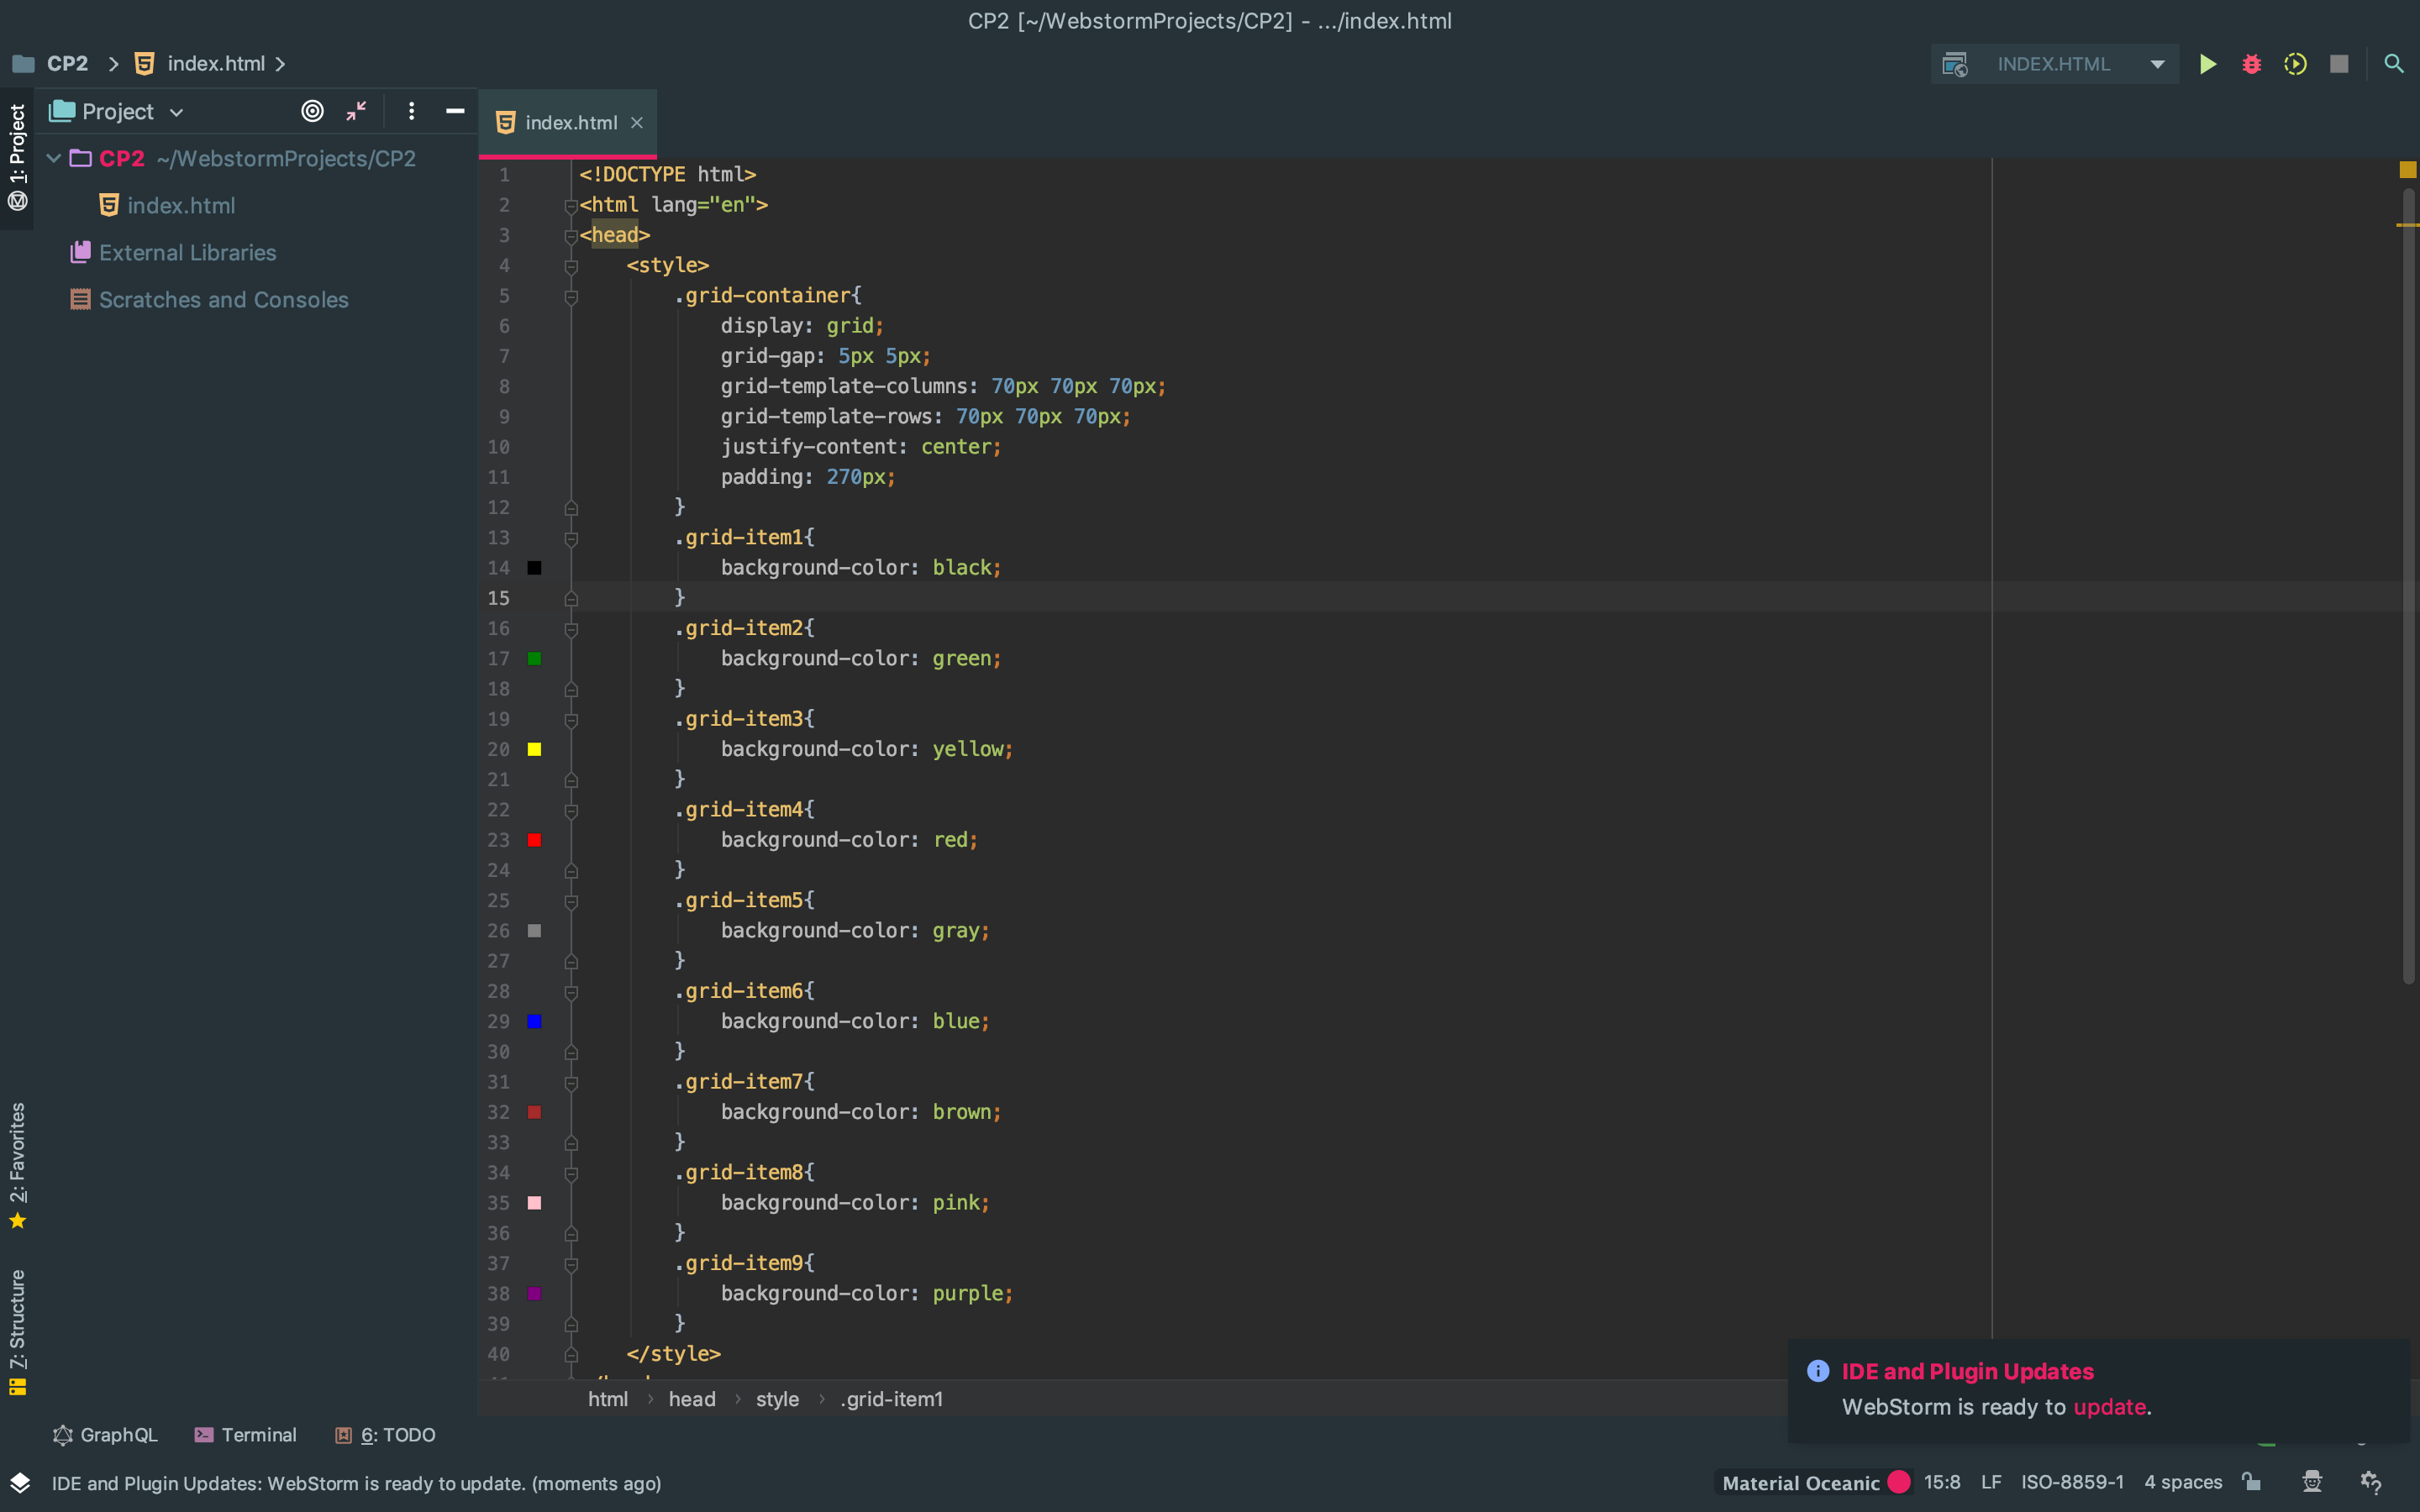 CP2 [~/WebstormProjects/CP2] - .../index.html
CP2 > index.html >
INDEX.HTML
1: Project
Project
CP2 ~/WebstormProjects/CP2
index.html
External Libraries
Scratches and Consoles
2: Favorites
7: Structure
index.html ×
1 <!DOCTYPE html>
2 <html lang="en">
3 <head>
4 <style>
5 .grid-container{
6 display: grid;
7 grid-gap: 5px 5px;
8 grid-template-columns: 70px 70px 70px;
9 grid-template-rows: 70px 70px 70px;
10 justify-content: center;
11 padding: 270px;
12 }
13 .grid-item1{
14 background-color: black;
15 }
16 .grid-item2{
17 background-color: green;
18 }
19 .grid-item3{
20 background-color: yellow;
21 }
22 .grid-item4{
23 background-color: red;
24 }
25 .grid-item5{
26 background-color: gray;
27 }
28 .grid-item6{
29 background-color: blue;
30 }
31 .grid-item7{
32 background-color: brown;
33 }
34 .grid-item8{
35 background-color: pink;
36 }
37 .grid-item9{
38 background-color: purple;
39 }
40 </style>
html > head > style > .grid-item1
IDE and Plugin Updates
WebStorm is ready to update.
GraphQL Terminal 6: TODO
IDE and Plugin Updates: WebStorm is ready to update. (moments ago)
Material Oceanic 15:8 LF ISO-8859-1 4 spaces